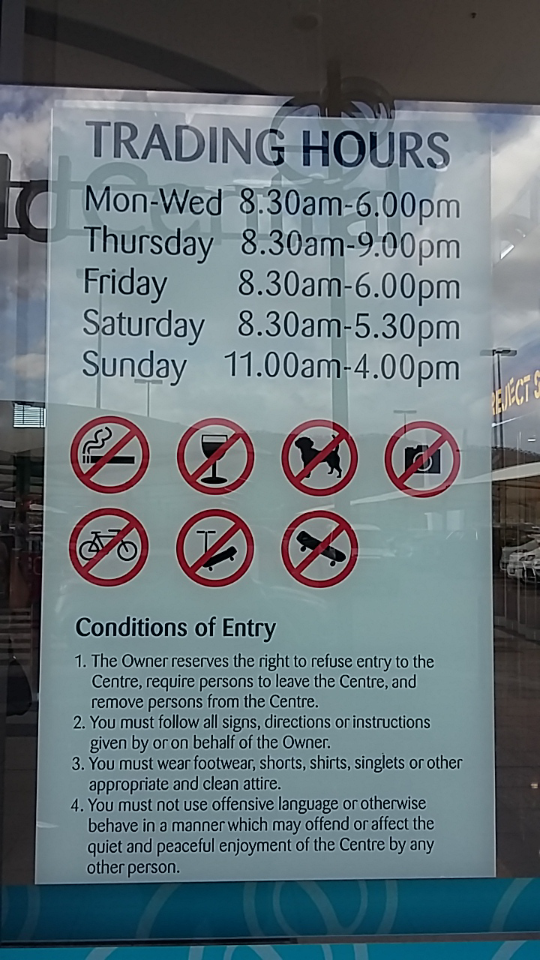 TRADING HOURS
Mon-Wed 8.30am-6.00pm
Thursday 8.30am-9.00pm
Friday 8.30am-6.00pm
Saturday 8.30am-5.30pm
Sunday 11.00am-4.00pm
Conditions of Entry
1. The Owner reserves the right to refuse entry to the
Centre, require persons to leave the Centre, and
remove persons from the Centre.
2. You must follow all signs, directions or instructions
given by or on behalf of the Owner.
3. You must wear footwear, shorts, shirts, singlets or other
appropriate and clean attire.
4. You must not use offensive language or otherwise
behave in a manner which may offend or affect the
quiet and peaceful enjoyment of the Centre by any
other person.